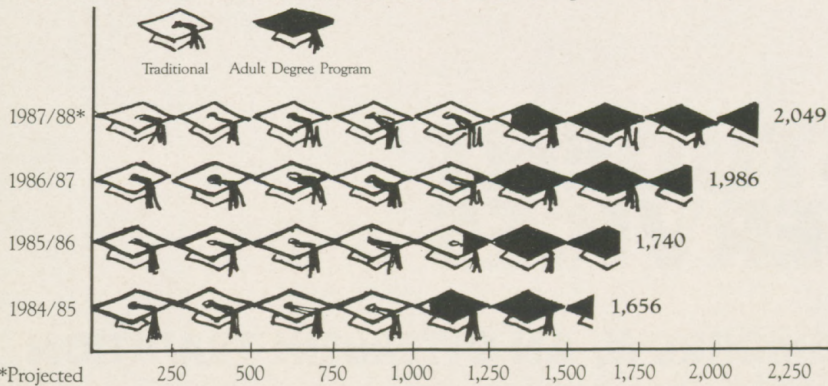 Traditional Adult Degree Program
1987/88* 2,049
1986/87 1,986
1985/86 1,740
1984/85 1,656
*Projected 250 500 750 1,000 1,250 1,500 1,750 2,000 2,250